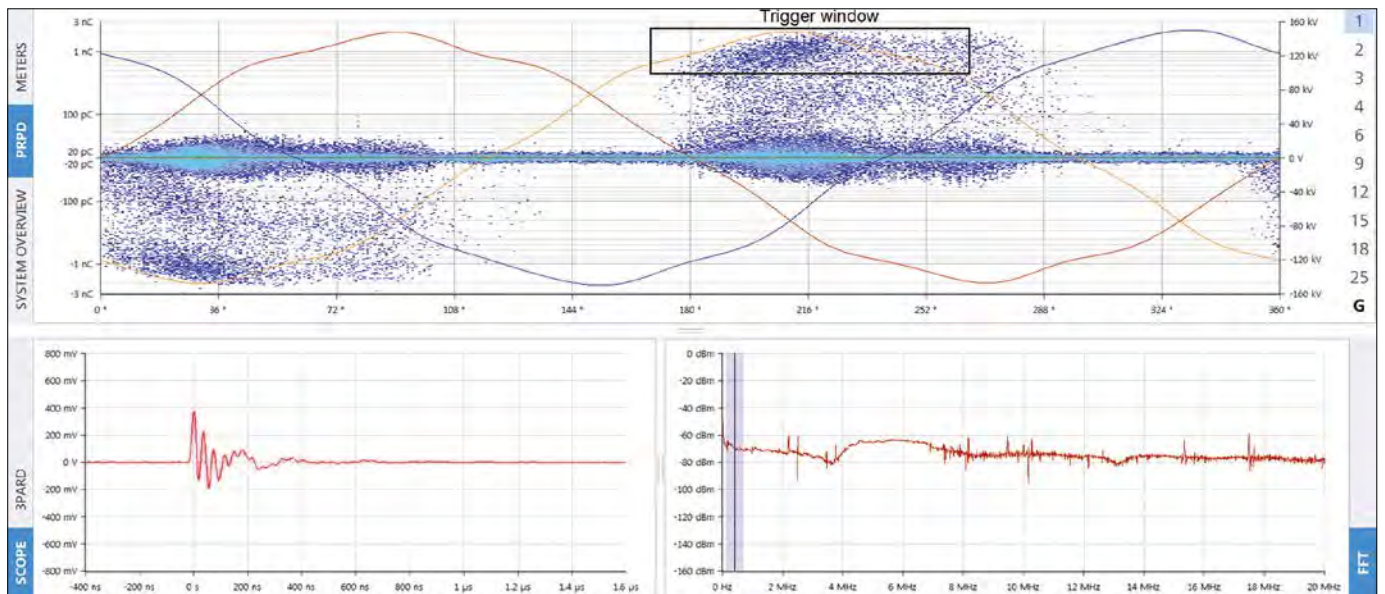 METERS
PRPD
SYSTEM OVERVIEW
Trigger window
3 nC
1 nC
100 pC
20 pC
-20 pC
-100 pC
-1 nC
-3 nC
160 kV
120 kV
80 kV
40 kV
0 V
-40 kV
-80 kV
-120 kV
-160 kV
0 °
36 °
72 °
108 °
144 °
180 °
216 °
252 °
288 °
324 °
360 °
1
2
3
4
6
9
12
15
18
25
G
3PARD
SCOPE
800 mV
600 mV
400 mV
200 mV
0 V
-200 mV
-400 mV
-600 mV
-800 mV
-400 ns
-200 ns
0 s
200 ns
400 ns
600 ns
800 ns
1 µs
1.2 µs
1.4 µs
1.6 µs
0 dBm
-20 dBm
-40 dBm
-60 dBm
-80 dBm
-100 dBm
-120 dBm
-140 dBm
-160 dBm
0 Hz
2 MHz
4 MHz
6 MHz
8 MHz
10 MHz
12 MHz
14 MHz
16 MHz
18 MHz
20 MHz
FFT